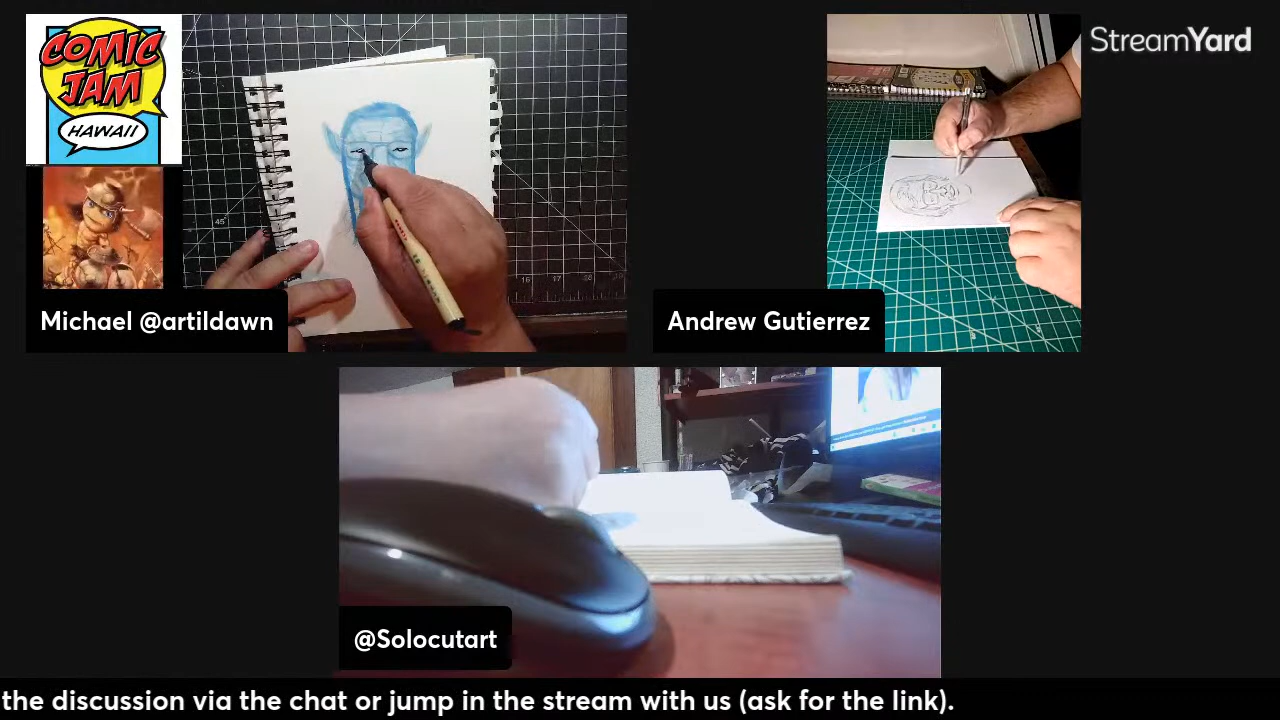 COMIC
JAM
HAWAII
StreamYard
Michael @artildawn
Andrew Gutierrez
@Solocutart
the discussion via the chat or jump in the stream with us (ask for the link).